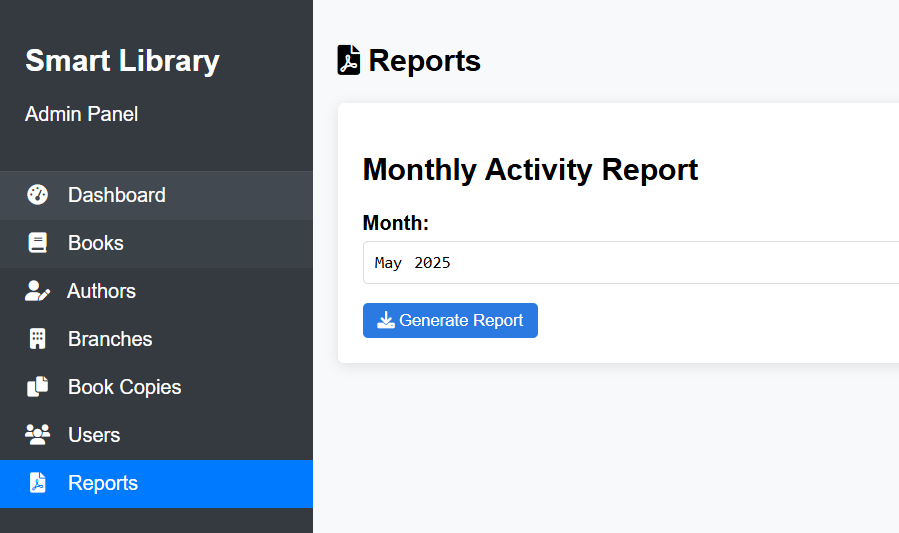 Smart Library
Admin Panel
Dashboard
Books
Authors
Branches
Book Copies
Users
Reports
Reports
Monthly Activity Report
Month:
May 2025
Generate Report